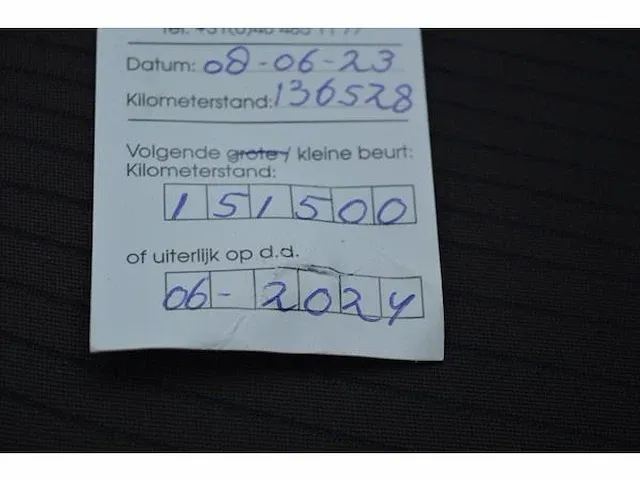 Datum: 08-06-23
Kilometerstand: 136528
Volgende grote / kleine beurt:
Kilometerstand:
151500
of uiterlijk op d.d.
06-2024